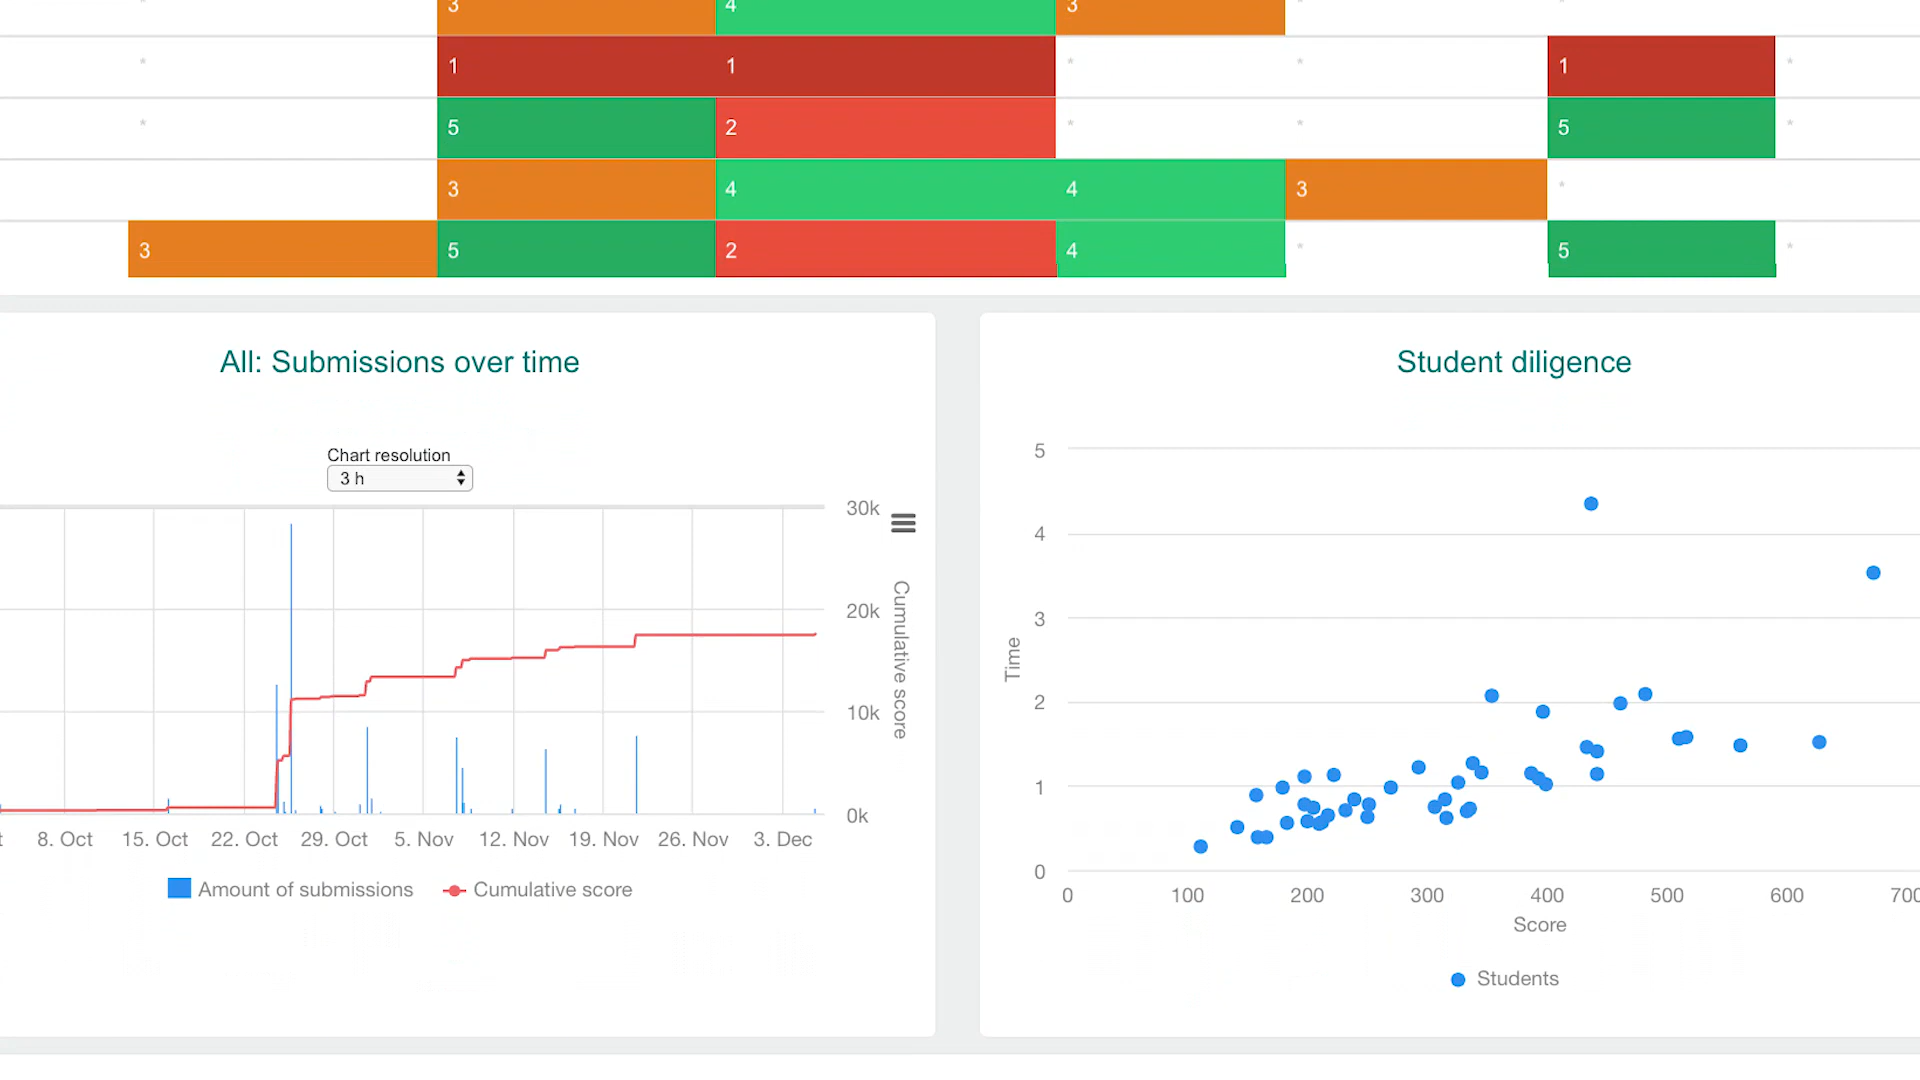 * 3 4 3 * *
* 1 1 * * 1 *
* 5 2 * * 5 *
3 4 4 3 *
3 5 2 4 * 5 *
All: Submissions over time
Chart resolution
3 h
30k
20k
10k
0k
Cumulative score
t 8. Oct 15. Oct 22. Oct 29. Oct 5. Nov 12. Nov 19. Nov 26. Nov 3. Dec
Amount of submissions Cumulative score
Student diligence
5
4
3
2
1
0
Time
0 100 200 300 400 500 600 700
Score
Students